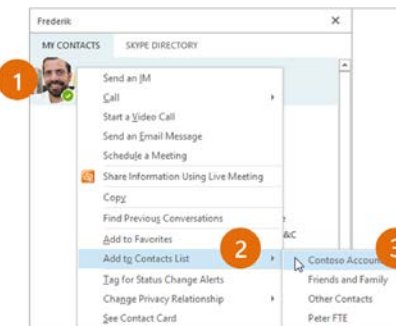 Frederik
MY CONTACTS SKYPE DIRECTORY
1
Send an IM
Call
Start a Video Call
Send an Email Message
Schedule a Meeting
Share Information Using Live Meeting
Copy
Find Previous Conversations
Add to Favorites
&C
Add to Contacts List
2
Contoso Accoun
3
Tag for Status Change Alerts
Friends and Family
Change Privacy Relationship
Other Contacts
See Contact Card
Peter FTE